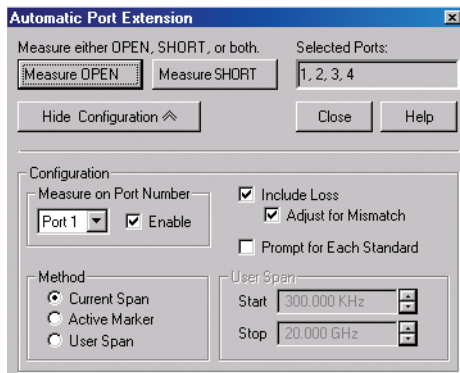 Automatic Port Extension
Measure either OPEN, SHORT, or both.
Selected Ports:
Measure OPEN
Measure SHORT
1, 2, 3, 4
Hide Configuration
Close
Help
Configuration
Measure on Port Number
Port 1
Enable
Include Loss
Adjust for Mismatch
Prompt for Each Standard
Method
Current Span
Active Marker
User Span
User Span
Start
300.000 KHz
Stop
20.000 GHz